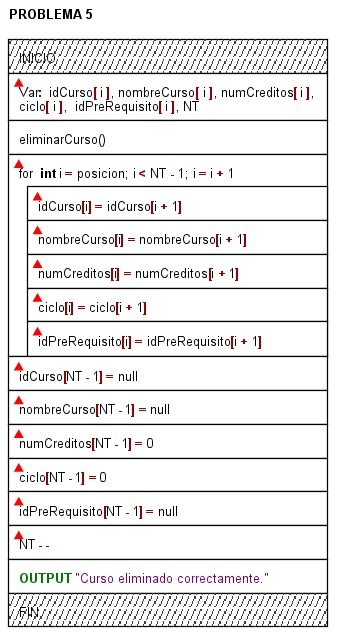 PROBLEMA 5
INICIO
Var: idCurso[ i ], nombreCurso[ i ], numCreditos[ i ],
ciclo[ i ], idPreRequisito[ i ], NT
eliminarCurso()
for int i = posicion; i < NT - 1; i = i + 1
idCurso[i] = idCurso[i + 1]
nombreCurso[i] = nombreCurso[i + 1]
numCreditos[i] = numCreditos[i + 1]
ciclo[i] = ciclo[i + 1]
idPreRequisito[i] = idPreRequisito[i + 1]
idCurso[NT - 1] = null
nombreCurso[NT - 1] = null
numCreditos[NT - 1] = 0
ciclo[NT - 1] = 0
idPreRequisito[NT - 1] = null
NT - -
OUTPUT "Curso eliminado correctamente."
FIN